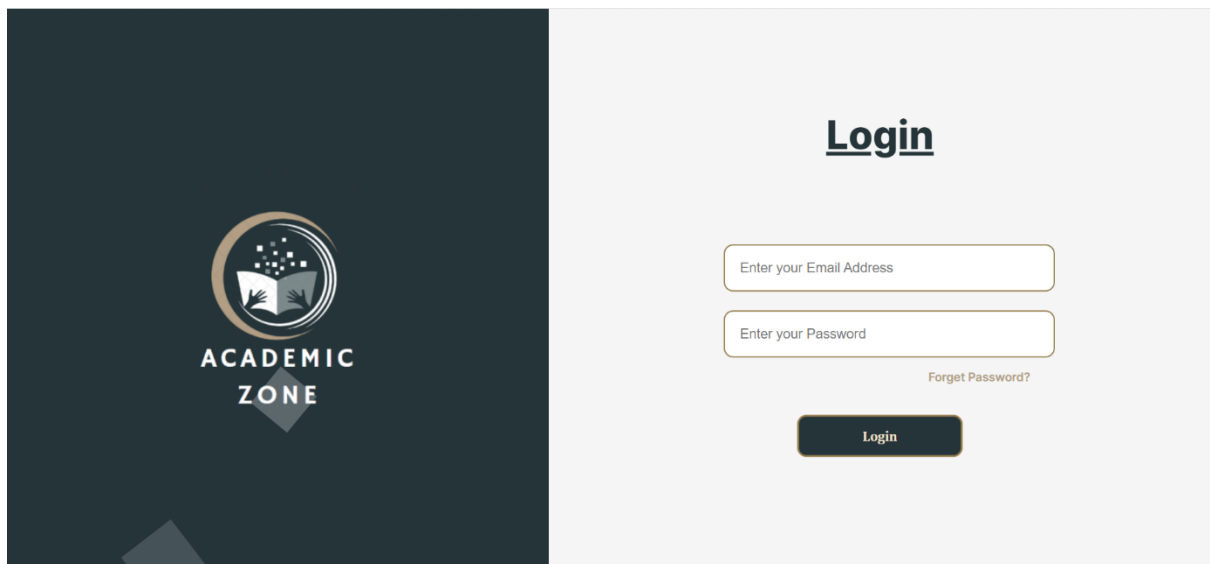 ACADEMIC
ZONE
Login
Enter your Email Address
Enter your Password
Forget Password?
Login